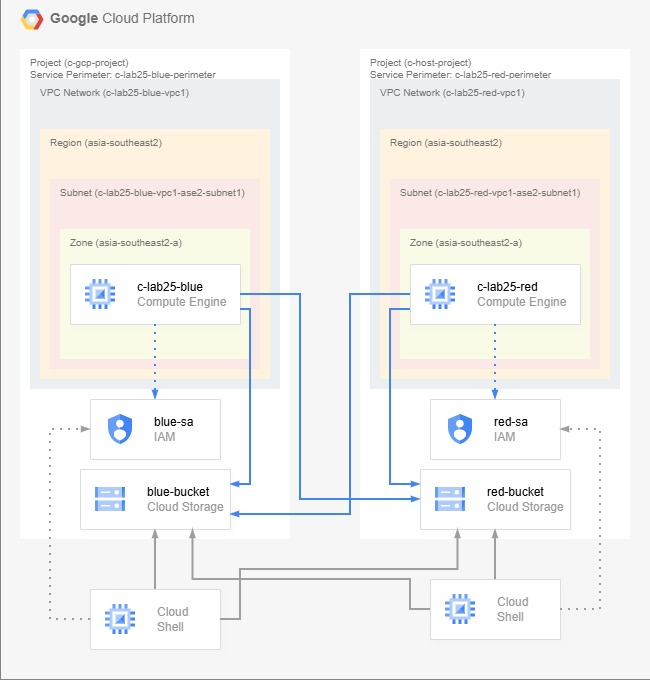 Google Cloud Platform
Project (c-gcp-project)
Service Perimeter: c-lab25-blue-perimeter
VPC Network (c-lab25-blue-vpc1)
Region (asia-southeast2)
Subnet (c-lab25-blue-vpc1-ase2-subnet1)
Zone (asia-southeast2-a)
c-lab25-blue
Compute Engine
blue-sa
IAM
blue-bucket
Cloud Storage
Cloud
Shell
Project (c-host-project)
Service Perimeter: c-lab25-red-perimeter
VPC Network (c-lab25-red-vpc1)
Region (asia-southeast2)
Subnet (c-lab25-red-vpc1-ase2-subnet1)
Zone (asia-southeast2-a)
c-lab25-red
Compute Engine
red-sa
IAM
red-bucket
Cloud Storage
Cloud
Shell